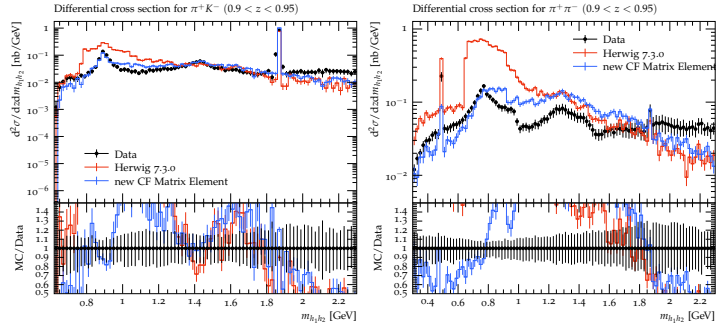 Differential cross section for π⁺K⁻ (0.9 < z < 0.95)
d²σ/dzdm_{h₁h₂} [nb/GeV]
1
10⁻¹
10⁻²
10⁻³
10⁻⁴
10⁻⁵
10⁻⁶
Data
Herwig 7.3.0
new CF Matrix Element
MC/Data
1.4
1.3
1.2
1.1
1
0.9
0.8
0.7
0.6
0.5
0.8 1 1.2 1.4 1.6 1.8 2 2.2
m_{h₁h₂} [GeV]
Differential cross section for π⁺π⁻ (0.9 < z < 0.95)
d²σ/dzdm_{h₁h₂} [nb/GeV]
1
10⁻¹
10⁻²
Data
Herwig 7.3.0
new CF Matrix Element
MC/Data
1.4
1.3
1.2
1.1
1
0.9
0.8
0.7
0.6
0.5
0.4 0.6 0.8 1 1.2 1.4 1.6 1.8 2 2.2
m_{h₁h₂} [GeV]